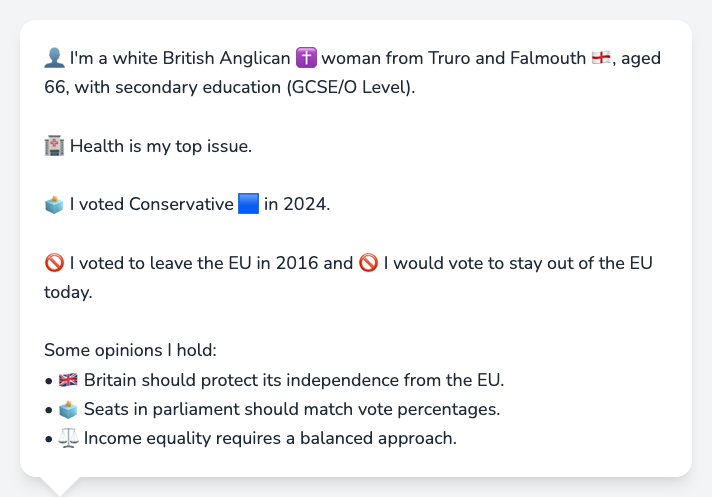 👤 I'm a white British Anglican ✝️ woman from Truro and Falmouth 🏴󠁧󠁢󠁥󠁮󠁧󠁿, aged
66, with secondary education (GCSE/O Level).
🏥 Health is my top issue.
🗳️ I voted Conservative 🟦 in 2024.
🚫 I voted to leave the EU in 2016 and 🚫 I would vote to stay out of the EU
today.
Some opinions I hold:
• 🇬🇧 Britain should protect its independence from the EU.
• 🗳️ Seats in parliament should match vote percentages.
• ⚖️ Income equality requires a balanced approach.